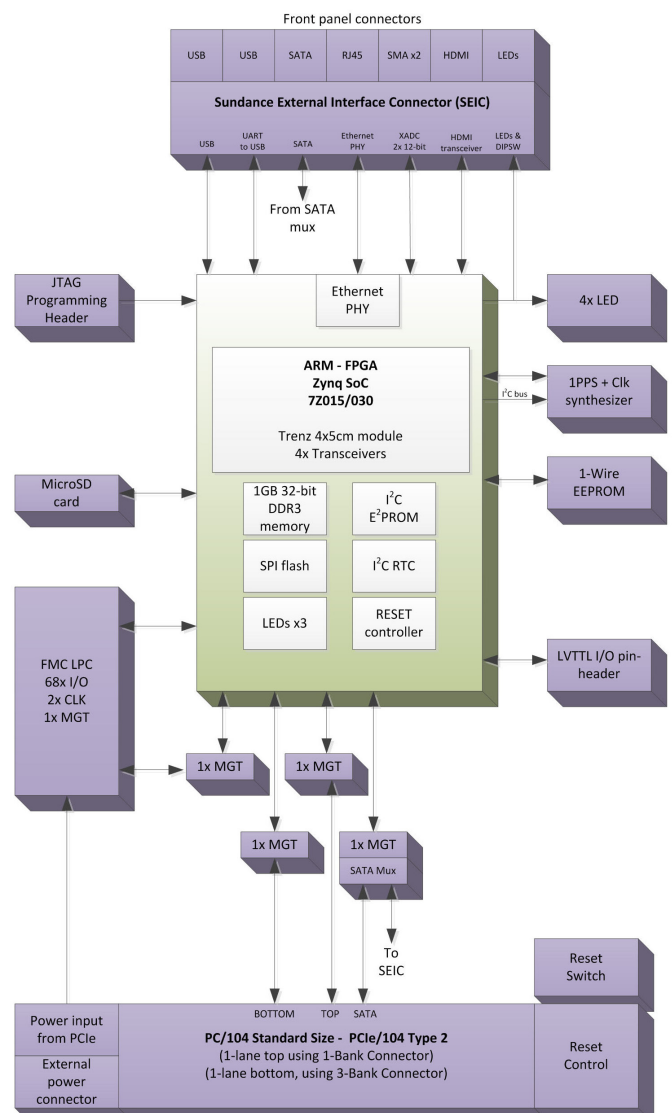 Front panel connectors
USB
USB
SATA
RJ45
SMA x2
HDMI
LEDs
Sundance External Interface Connector (SEIC)
USB
UART
to USB
SATA
Ethernet
PHY
XADC
2x 12-bit
HDMI
transceiver
LEDs &
DIPSW
From SATA
mux
JTAG
Programming
Header
Ethernet
PHY
4x LED
ARM - FPGA
Zynq SoC
7Z015/030
Trenz 4x5cm module
4x Transceivers
I²C bus
1PPS + Clk
synthesizer
MicroSD
card
1GB 32-bit
DDR3
memory
I²C
E²PROM
1-Wire
EEPROM
SPI flash
I²C RTC
LEDs x3
RESET
controller
FMC LPC
68x I/O
2x CLK
1x MGT
LVTTL I/O pin-
header
1x MGT
1x MGT
1x MGT
1x MGT
SATA Mux
To
SEIC
Reset
Switch
BOTTOM
TOP
SATA
Power input
from PCIe
External
power
connector
PC/104 Standard Size - PCIe/104 Type 2
(1-lane top using 1-Bank Connector)
(1-lane bottom, using 3-Bank Connector)
Reset
Control